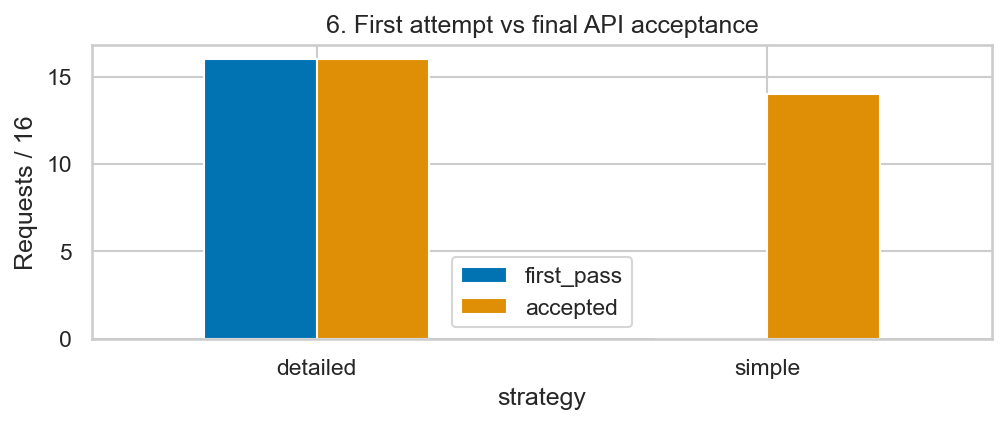 6. First attempt vs final API acceptance
Requests / 16
15
10
5
0
first_pass
accepted
detailed
simple
strategy